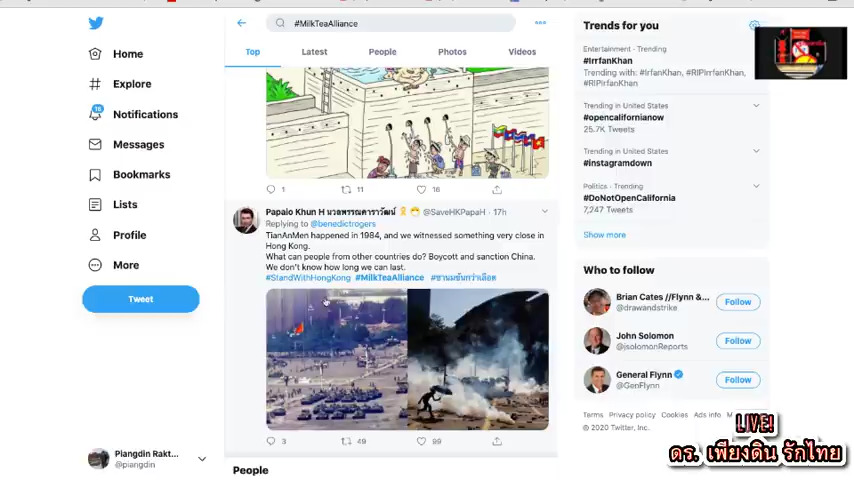 #MilkTeaAlliance
Top
Latest
People
Photos
Videos
Home
Explore
Notifications
Messages
Bookmarks
Lists
Profile
More
Tweet
Piangdin Rakt...
@piangdin
1
11
16
Papaio Khun H นวลพรรณดาราวัฒน์ @SaveHKPapaH · 17h
Replying to @benedictrogers
TianAnMen happened in 1984, and we witnessed something very close in
Hong Kong.
What can people from other countries do? Boycott and sanction China.
We don't know how long we can last.
#StandWithHongKong #MilkTeaAlliance #ชานมข้นกว่าเลือด
3
49
99
People
Trends for you
Entertainment · Trending
#IrrfanKhan
Trending with: #IrfanKhan, #RIPIrrfanKhan,
#RIPIrfanKhan
Trending in United States
#opencalifornianow
25.7K Tweets
Trending in United States
#instagramdown
Politics · Trending
#DoNotOpenCalifornia
7,247 Tweets
Show more
Who to follow
Brian Cates //Flynn &...
@drawandstrike
Follow
John Solomon
@jsolomonReports
Follow
General Flynn
@GenFlynn
Follow
Terms Privacy policy Cookies Ads info
© 2020 Twitter, Inc.
LIVE!
ดร. เพียงดิน รักไทย